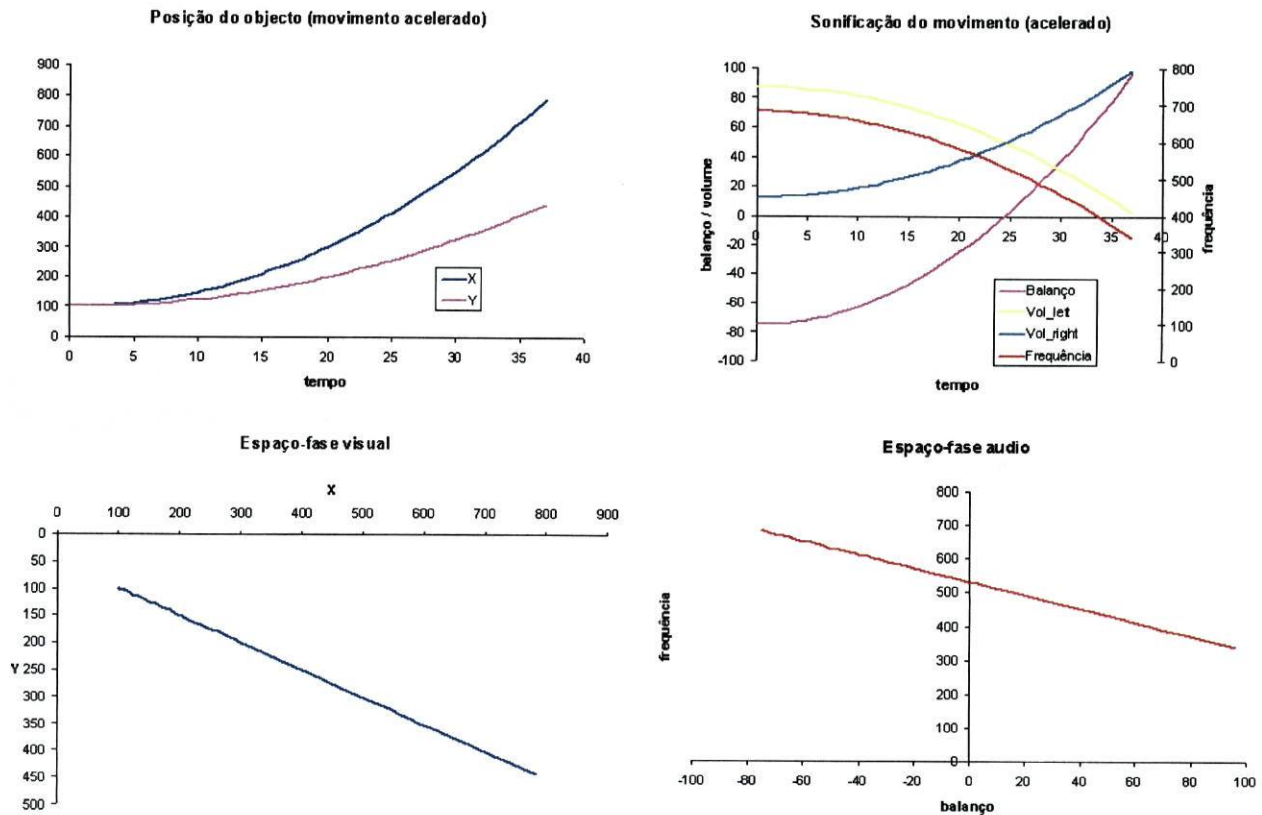 Posição do objecto (movimento acelerado)
900
800
700
600
500
400
300
200
100
0
0 5 10 15 20 25 30 35 40
tempo
X
Y
Sonificação do movimento (acelerado)
100
80
60
40
20
0
-20
-40
-60
-80
-100
balanço / volume
0 5 10 15 20 25 30 35 40
800
700
600
500
400
300
200
100
0
frequência
Balanço
Vol_left
Vol_right
Frequência
tempo
Espaço-fase visual
X
0 100 200 300 400 500 600 700 800 900
0
50
100
150
200
Y 250
300
350
400
450
500
Espaço-fase audio
800
700
600
500
400
300
200
100
0
frequência
-100 -80 -60 -40 -20 0 20 40 60 80 100
balanço